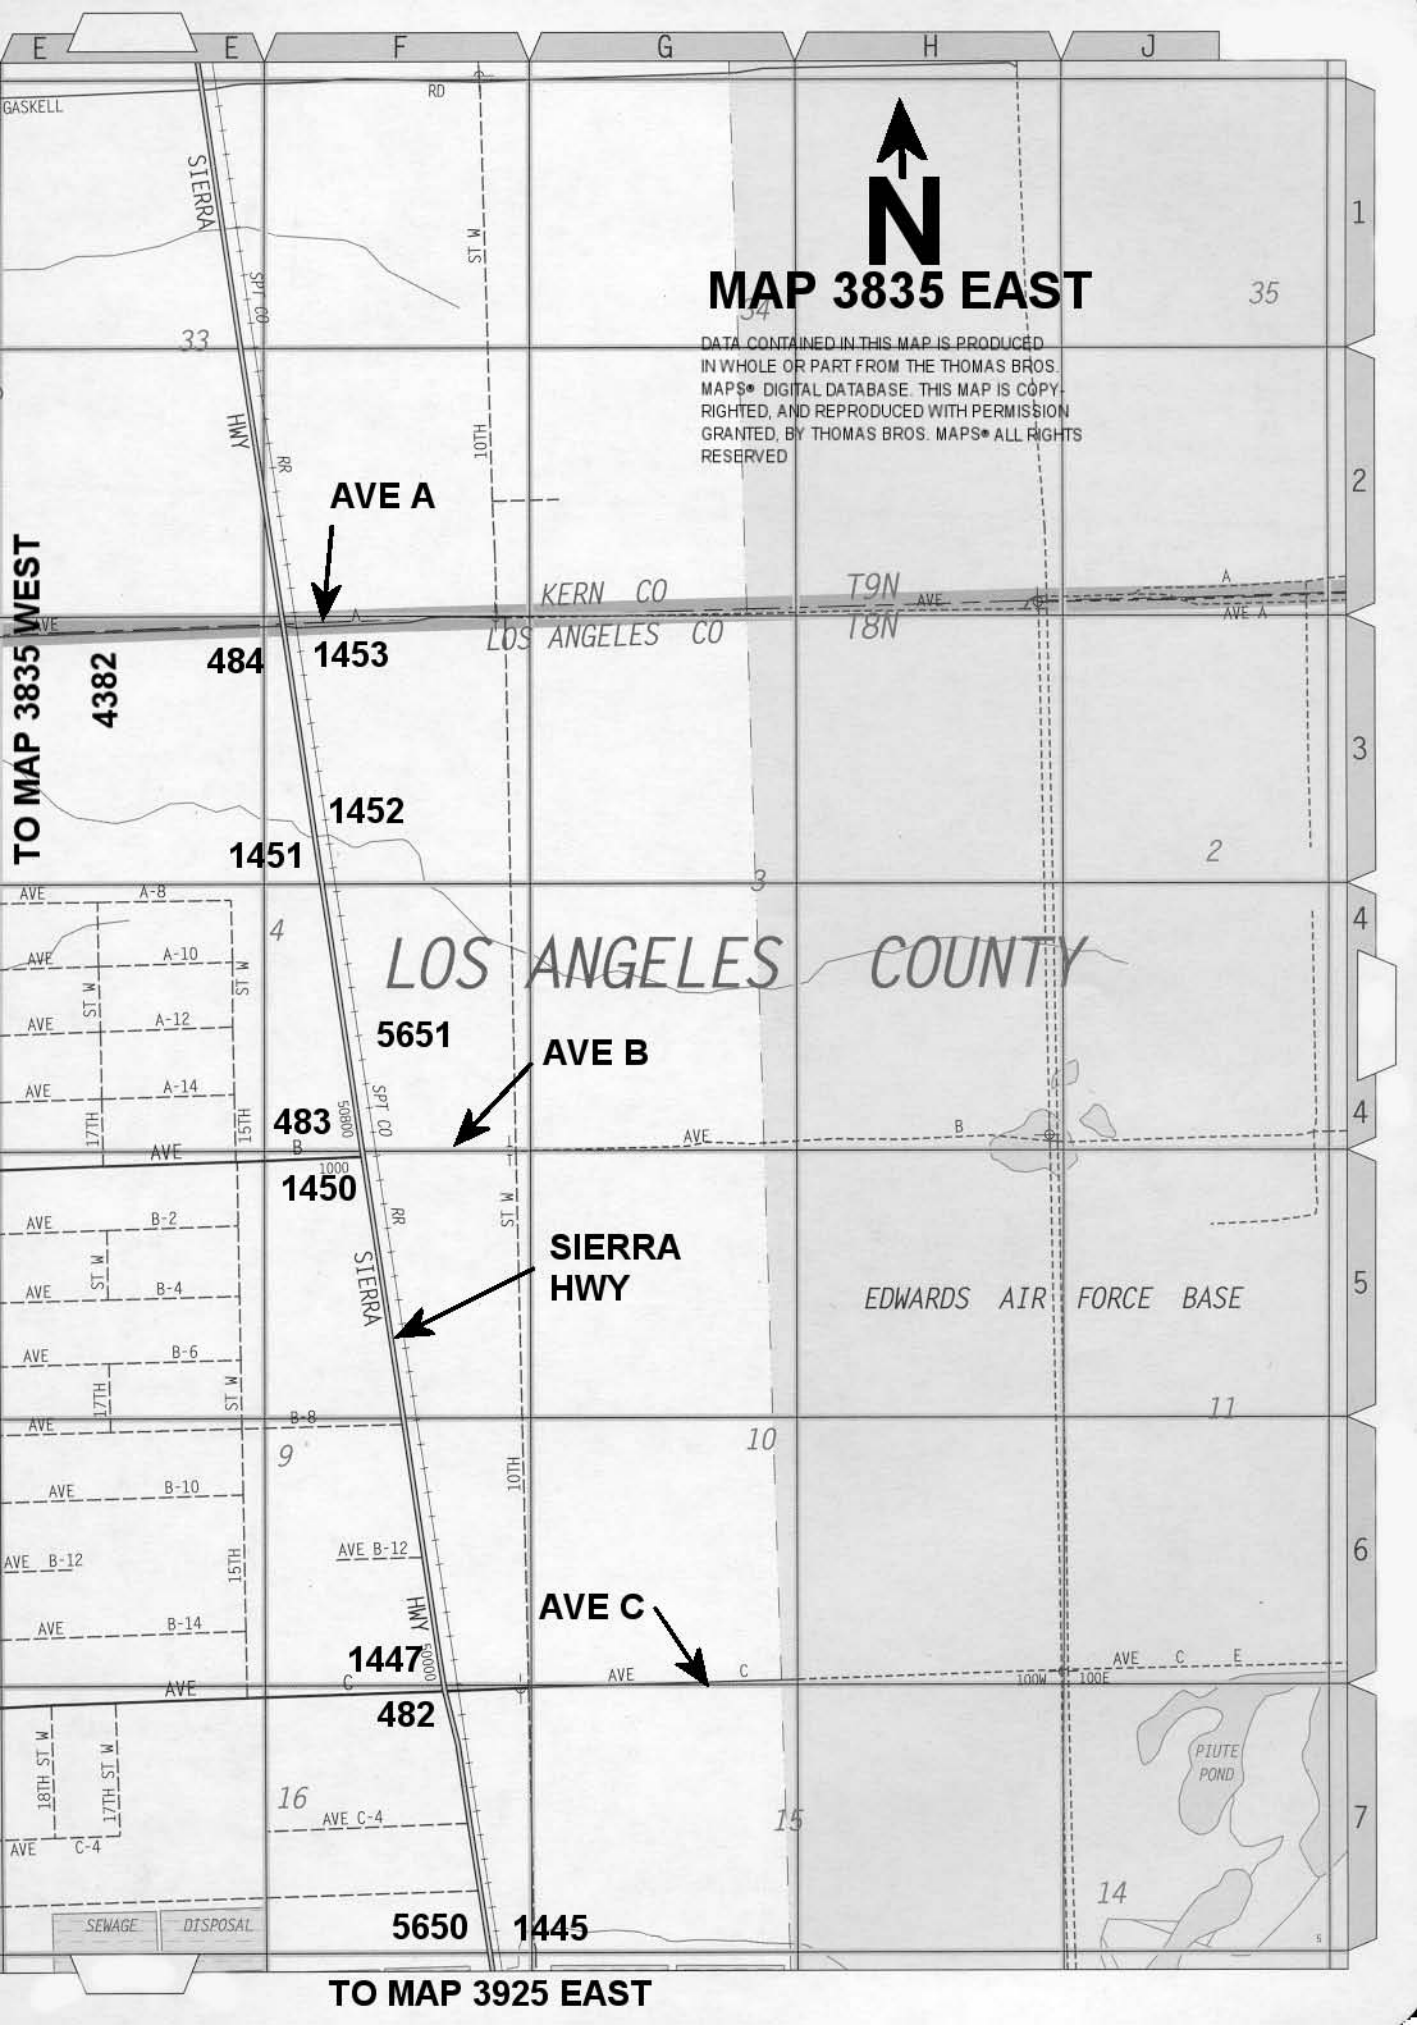 E E F G H J
GASKELL
RD
SIERRA
ST W
N
MAP 3835 EAST
1
SPT CO
34
35
33
DATA CONTAINED IN THIS MAP IS PRODUCED
IN WHOLE OR PART FROM THE THOMAS BROS.
MAPS® DIGITAL DATABASE. THIS MAP IS COPY-
RIGHTED, AND REPRODUCED WITH PERMISSION
GRANTED, BY THOMAS BROS. MAPS® ALL RIGHTS
RESERVED
HWY
RR
10TH
2
AVE A
TO MAP 3835 WEST
KERN CO
T9N
AVE
A
AVE A
AVE
A
LOS ANGELES CO
T8N
484
1453
4382
3
1452
1451
2
3
AVE A-8
4
4
AVE A-10
ST W
ST W
LOS ANGELES COUNTY
AVE A-12
5651
AVE B
AVE A-14
50800
SPT CO
4
17TH
15TH
483
AVE B
AVE B
1000
1450
AVE B-2
ST W
RR
ST W
SIERRA
HWY
SIERRA
AVE B-4
EDWARDS AIR FORCE BASE
5
AVE B-6
17TH
ST W
AVE B-8
11
9
10
10TH
AVE B-10
AVE B-12
AVE B-12
15TH
6
HWY
AVE C
AVE B-14
1447
50000
AVE C
AVE C
AVE C E
100W 100E
482
18TH ST W
17TH ST W
PIUTE
POND
16
AVE C-4
15
7
AVE C-4
14
SEWAGE DISPOSAL
5650
1445
S
TO MAP 3925 EAST